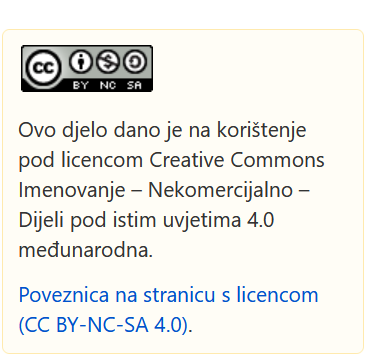 cc
BY NC SA
Ovo djelo dano je na korištenje
pod licencom Creative Commons
Imenovanje – Nekomercijalno –
Dijeli pod istim uvjetima 4.0
međunarodna.
Poveznica na stranicu s licencom
(CC BY-NC-SA 4.0).